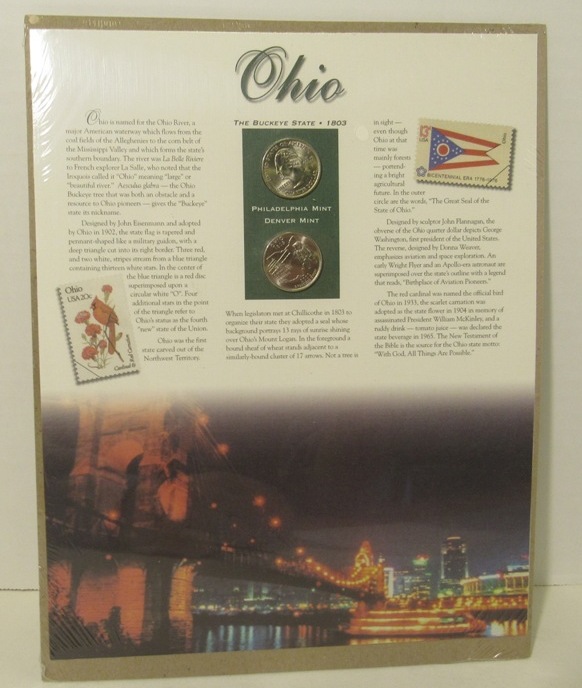 Ohio
THE BUCKEYE STATE • 1803
Ohio is named for the Ohio River, a
major American waterway which flows from the
coal fields of the Alleghenies to the corn belt of
the Mississippi Valley and which forms the state's
southern boundary. The river was La Belle Riviere
to French explorer La Salle, who noted that the
Iroquois called it "Ohio" meaning "large" or
"beautiful river." Aesculus glabra — the Ohio
Buckeye tree that was both an obstacle and a
resource to Ohio pioneers — gives the "Buckeye"
state its nickname.
Designed by John Eisenmann and adopted
by Ohio in 1902, the state flag is tapered and
pennant-shaped like a military guidon, with a
deep triangle cut into its right border. Three red,
and two white, stripes stream from a blue triangle
containing thirteen white stars. In the center of
the blue triangle is a red disc
superimposed upon a
circular white "O". Four
additional stars in the point
of the triangle refer to
Ohio's status as the fourth
"new" state of the Union.
Ohio was the first
state carved out of the
Northwest Territory.
Ohio
USA 20c
Cardinal &
PHILADELPHIA MINT
DENVER MINT
When legislators met at Chillicothe in 1803 to
organize their state they adopted a seal whose
background portrays 13 rays of sunrise shining
over Ohio's Mount Logan. In the foreground a
bound sheaf of wheat stands adjacent to a
similarly-bound cluster of 17 arrows. Not a tree is
in sight —
even though
Ohio at that
time was
mainly forests
— portend-
ing a bright
agricultural
future. In the outer
circle are the words, "The Great Seal of the
State of Ohio."
13c
USA
BICENTENNIAL ERA 1776-1976
Designed by sculptor John Flannagan, the
obverse of the Ohio quarter dollar depicts George
Washington, first president of the United States.
The reverse, designed by Donna Weaver,
emphasizes aviation and space exploration. An
early Wright Flyer and an Apollo-era astronaut are
superimposed over the state's outline with a legend
that reads, "Birthplace of Aviation Pioneers."
The red cardinal was named the official bird
of Ohio in 1933, the scarlet carnation was adopted
as the state flower in 1904 in memory of
assassinated President William McKinley, and a
ruddy drink — tomato juice — was declared the
state beverage in 1965. The New Testament of
the Bible is the source for the Ohio state motto:
"With God, All Things Are Possible."